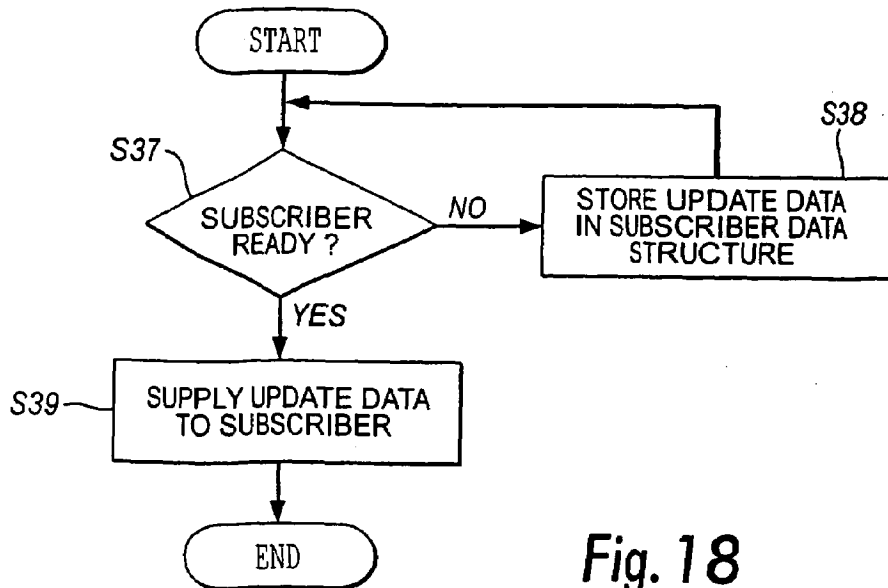 START
S37
SUBSCRIBER
READY ?
NO
S38
STORE UPDATE DATA
IN SUBSCRIBER DATA
STRUCTURE
YES
S39
SUPPLY UPDATE DATA
TO SUBSCRIBER
END
Fig. 18